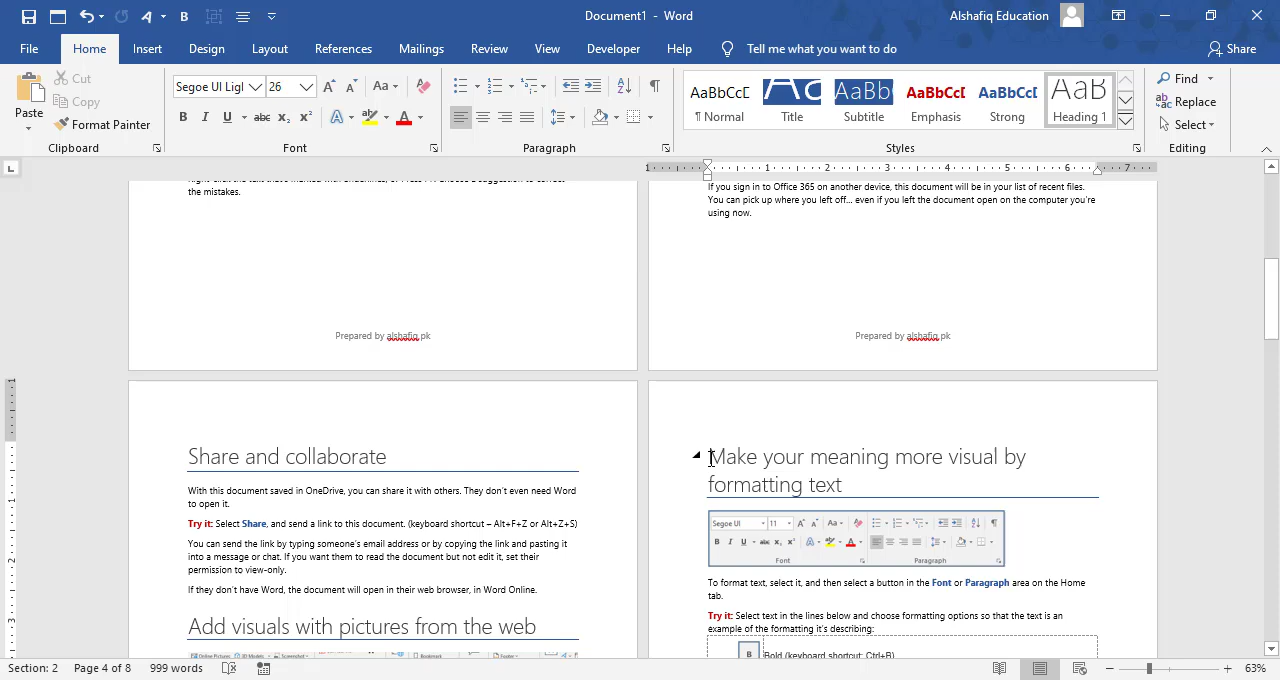 Document1 - Word
Alshafiq Education
File Home Insert Design Layout References Mailings Review View Developer Help Tell me what you want to do Share
Paste
Cut
Copy
Format Painter
Clipboard
Segoe UI Ligl 26
Font
Paragraph
AaBbCcDc AaBbCcDc AaBbCcDc AaB
¶ Normal Title Subtitle Emphasis Strong Heading 1
Styles
Find
Replace
Select
Editing
the mistakes.
Prepared by alshafiq.pk
If you sign in to Office 365 on another device, this document will be in your list of recent files.
You can pick up where you left off... even if you left the document open on the computer you're
using now.
Prepared by alshafiq.pk
Share and collaborate
With this document saved in OneDrive, you can share it with others. They don't even need Word
to open it.
Try it: Select Share, and send a link to this document. (keyboard shortcut – Alt+F+Z or Alt+Z+S)
You can send the link by typing someone's email address or by copying the link and pasting it
into a message or chat. If you want them to read the document but not edit it, set their
permission to view-only.
If they don't have Word, the document will open in their web browser, in Word Online.
Add visuals with pictures from the web
Make your meaning more visual by
formatting text
Segoe UI 11
Font Paragraph
To format text, select it, and then select a button in the Font or Paragraph area on the Home
tab.
Try it: Select text in the lines below and choose formatting options so that the text is an
example of the formatting it's describing:
B Bold (keyboard shortcut: Ctrl+B)
Section: 2 Page 4 of 8 999 words 63%